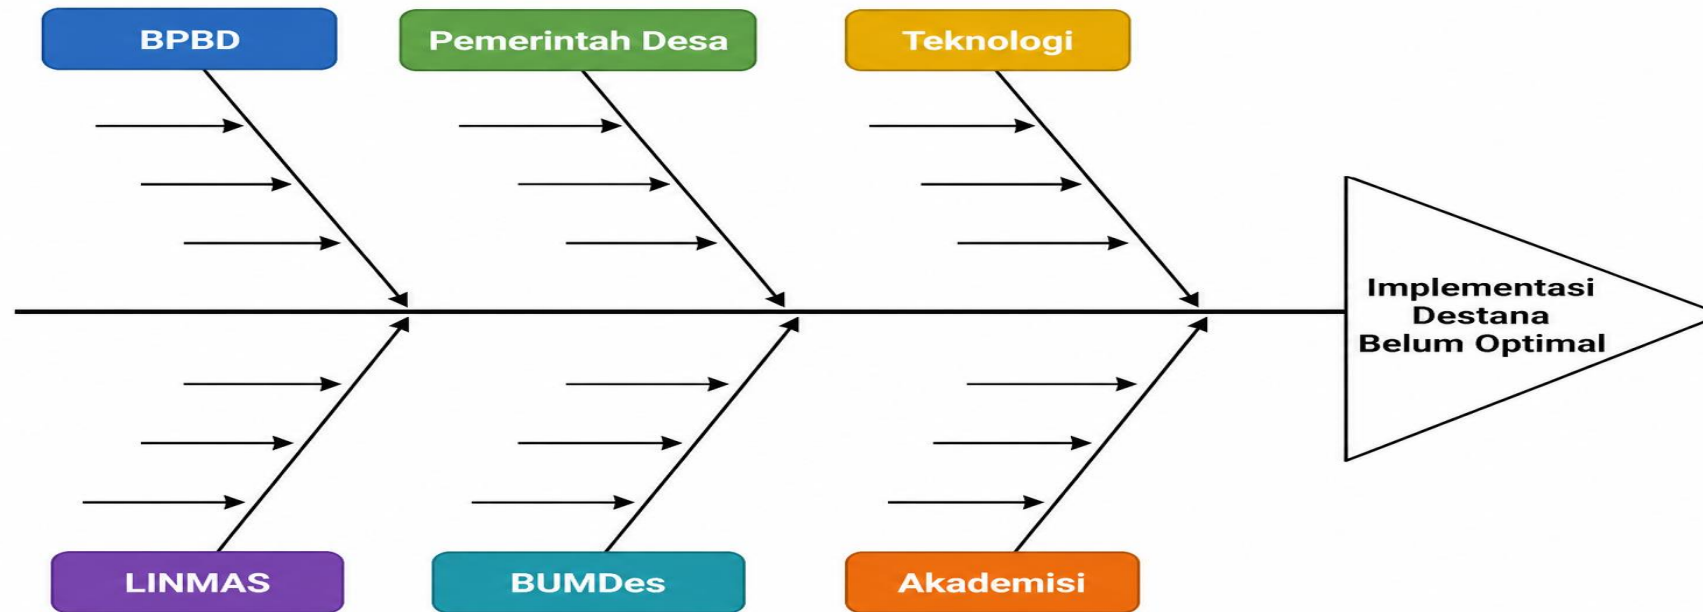 BPBD
Pemerintah Desa
Teknologi
Implementasi
Destana
Belum Optimal
LINMAS
BUMDes
Akademisi